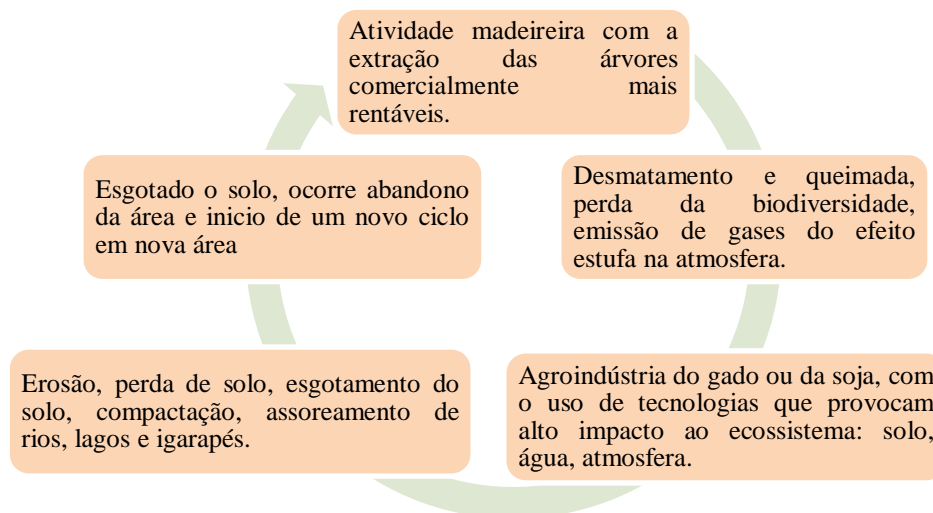 Atividade madeireira com a
extração das árvores
comercialmente mais
rentáveis.
Desmatamento e queimada,
perda da biodiversidade,
emissão de gases do efeito
estufa na atmosfera.
Agroindústria do gado ou da soja, com
o uso de tecnologias que provocam
alto impacto ao ecossistema: solo,
água, atmosfera.
Erosão, perda de solo, esgotamento do
solo, compactação, assoreamento de
rios, lagos e igarapés.
Esgotado o solo, ocorre abandono
da área e inicio de um novo ciclo
em nova área